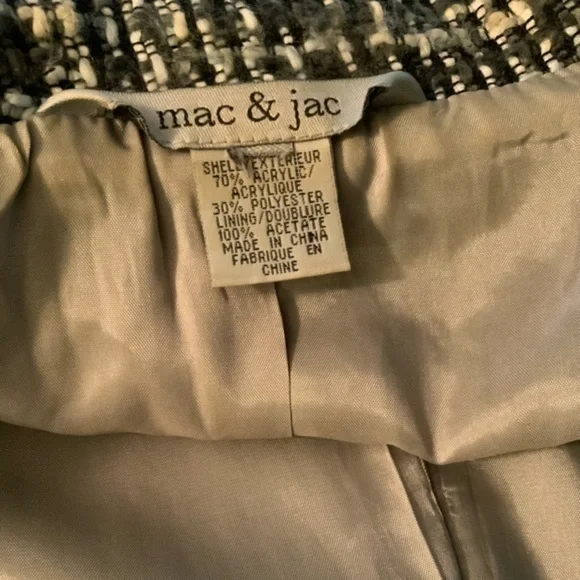 mac & jac
SHELL/EXTERIEUR
70% ACRYLIC/
ACRYLIQUE
30% POLYESTER
LINING/DOUBLURE
100% ACETATE
MADE IN CHINA
FABRIQUE EN
CHINE